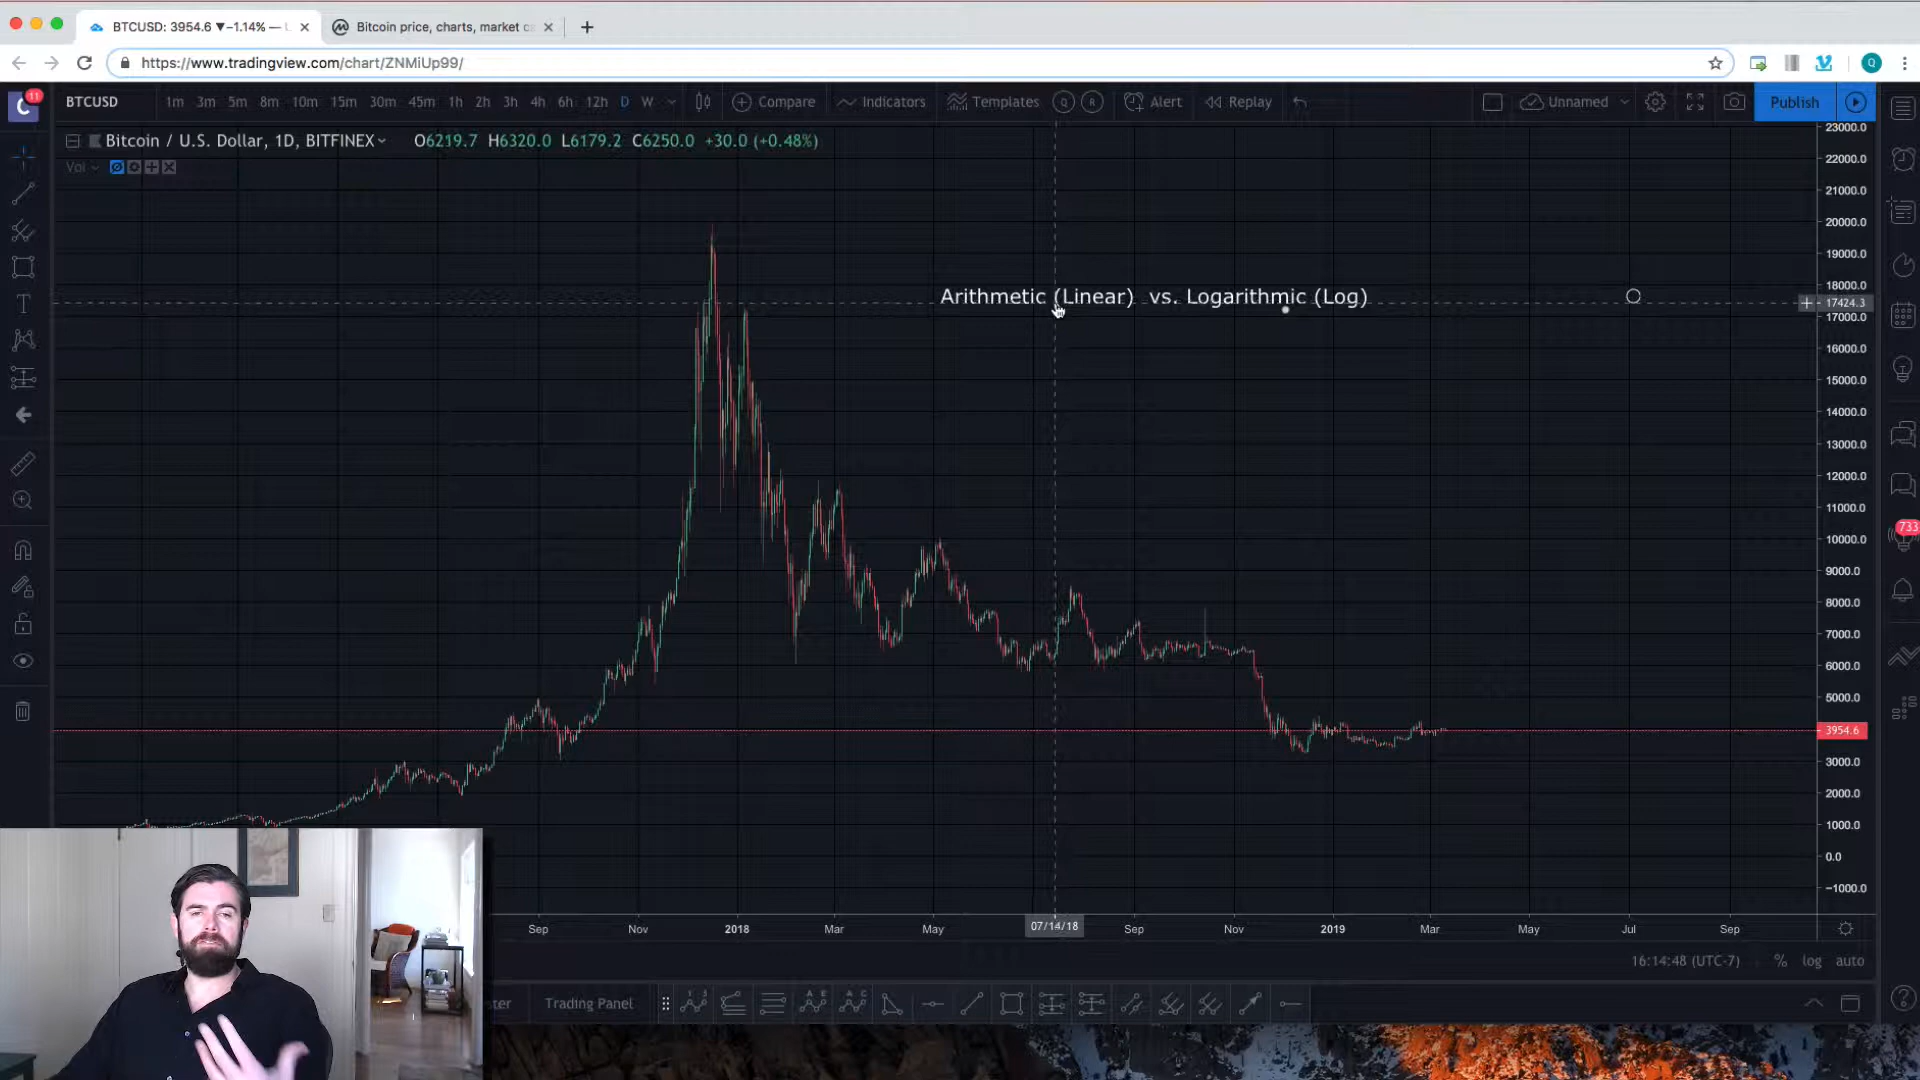 BTCUSD: 3954.6 ▼−1.14% —
Bitcoin price, charts, market c
https://www.tradingview.com/chart/ZNMiUp99/
11
BTCUSD 1m 3m 5m 8m 10m 15m 30m 45m 1h 2h 3h 4h 6h 12h D W Compare Indicators Templates Q R Alert Replay Unnamed Publish
Bitcoin / U.S. Dollar, 1D, BITFINEX O6219.7 H6320.0 L6179.2 C6250.0 +30.0 (+0.48%)
Vol
Arithmetic (Linear) vs. Logarithmic (Log)
23000.0
22000.0
21000.0
20000.0
19000.0
18000.0
17424.3
17000.0
16000.0
15000.0
14000.0
13000.0
12000.0
11000.0
10000.0
9000.0
8000.0
7000.0
6000.0
5000.0
3954.6
3000.0
2000.0
1000.0
0.0
−1000.0
733
Sep Nov 2018 Mar May 07/14/18 Sep Nov 2019 Mar May Jul Sep
16:14:48 (UTC-7) % log auto
ster Trading Panel